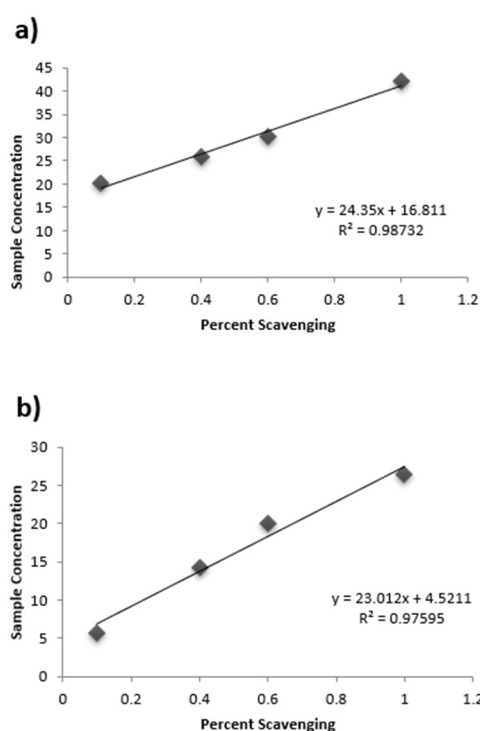 a)
45
40
35
30
25
20
15
10
5
0
Sample Concentration
y = 24.35x + 16.811
R² = 0.98732
0 0.2 0.4 0.6 0.8 1 1.2
Percent Scavenging
b)
30
25
20
15
10
5
0
Sample Concentration
y = 23.012x + 4.5211
R² = 0.97595
0 0.2 0.4 0.6 0.8 1 1.2
Percent Scavenging